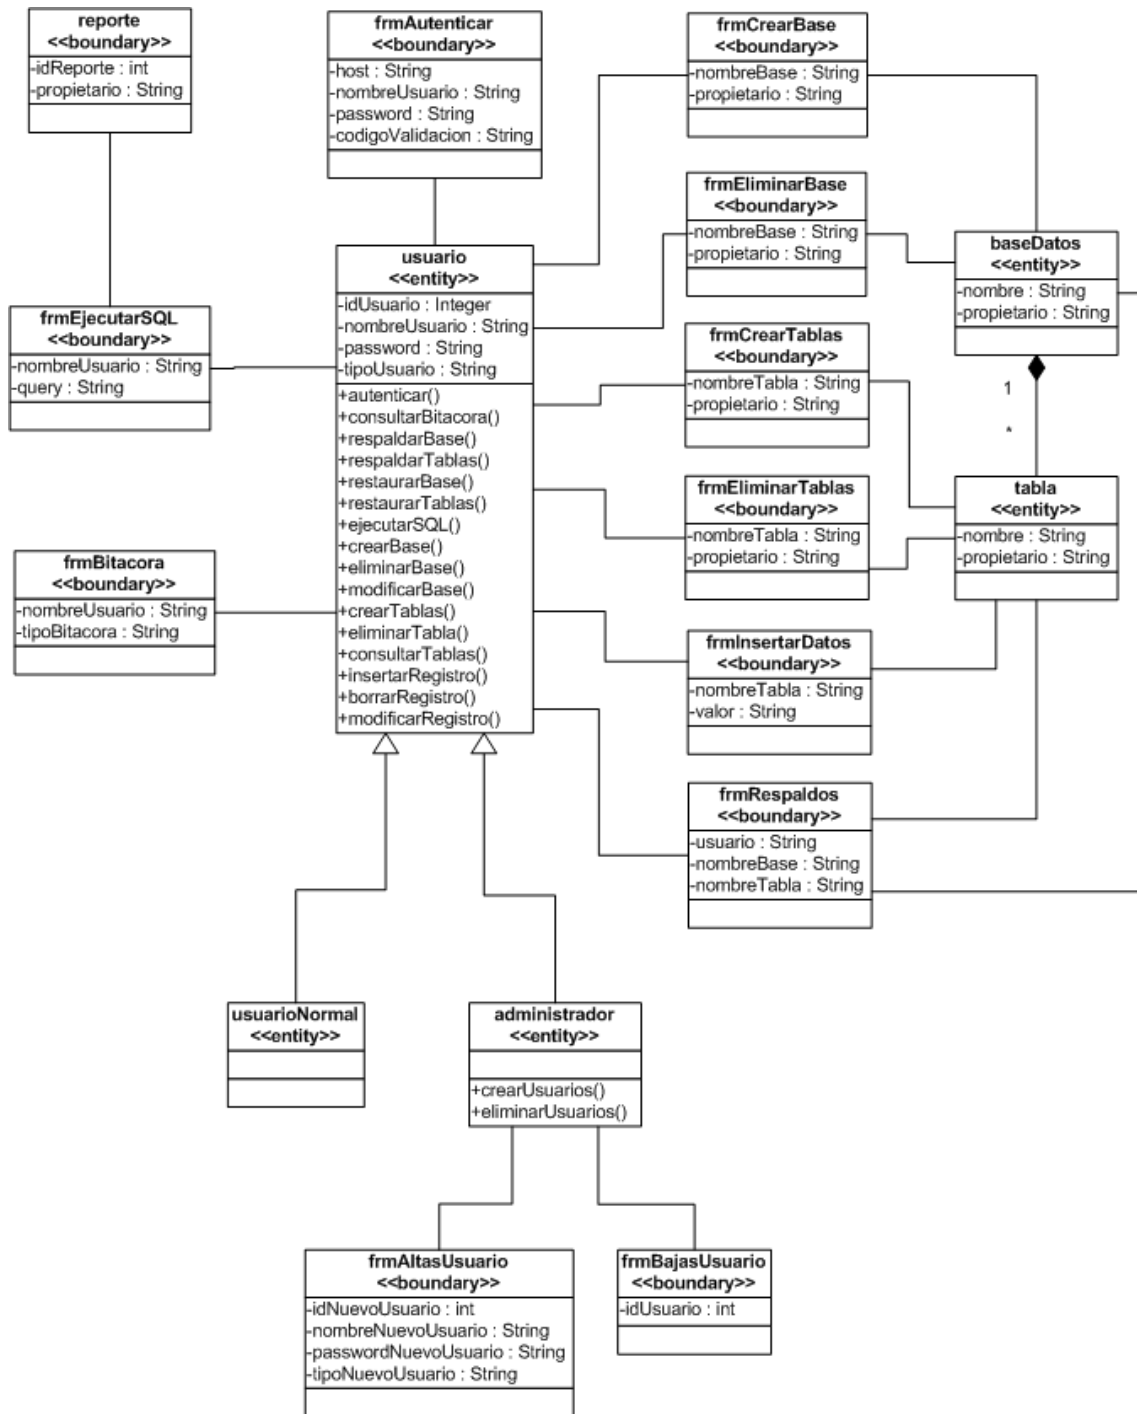 reporte
<<boundary>>
-idReporte : int
-propietario : String
frmAutenticar
<<boundary>>
-host : String
-nombreUsuario : String
-password : String
-codigoValidacion : String
frmCrearBase
<<boundary>>
-nombreBase : String
-propietario : String
frmEliminarBase
<<boundary>>
-nombreBase : String
-propietario : String
baseDatos
<<entity>>
-nombre : String
-propietario : String
usuario
<<entity>>
-idUsuario : Integer
-nombreUsuario : String
-password : String
-tipoUsuario : String
+autenticar()
+consultarBitacora()
+respaldarBase()
+respaldarTablas()
+restaurarBase()
+restaurarTablas()
+ejecutarSQL()
+crearBase()
+eliminarBase()
+modificarBase()
+crearTablas()
+eliminarTabla()
+consultarTablas()
+insertarRegistro()
+borrarRegistro()
+modificarRegistro()
frmEjecutarSQL
<<boundary>>
-nombreUsuario : String
-query : String
frmCrearTablas
<<boundary>>
-nombreTabla : String
-propietario : String
1
*
frmEliminarTablas
<<boundary>>
-nombreTabla : String
-propietario : String
tabla
<<entity>>
-nombre : String
-propietario : String
frmBitacora
<<boundary>>
-nombreUsuario : String
-tipoBitacora : String
frmInsertarDatos
<<boundary>>
-nombreTabla : String
-valor : String
frmRespaldos
<<boundary>>
-usuario : String
-nombreBase : String
-nombreTabla : String
usuarioNormal
<<entity>>
administrador
<<entity>>
+crearUsuarios()
+eliminarUsuarios()
frmAltasUsuario
<<boundary>>
-idNuevoUsuario : int
-nombreNuevoUsuario : String
-passwordNuevoUsuario : String
-tipoNuevoUsuario : String
frmBajasUsuario
<<boundary>>
-idUsuario : int